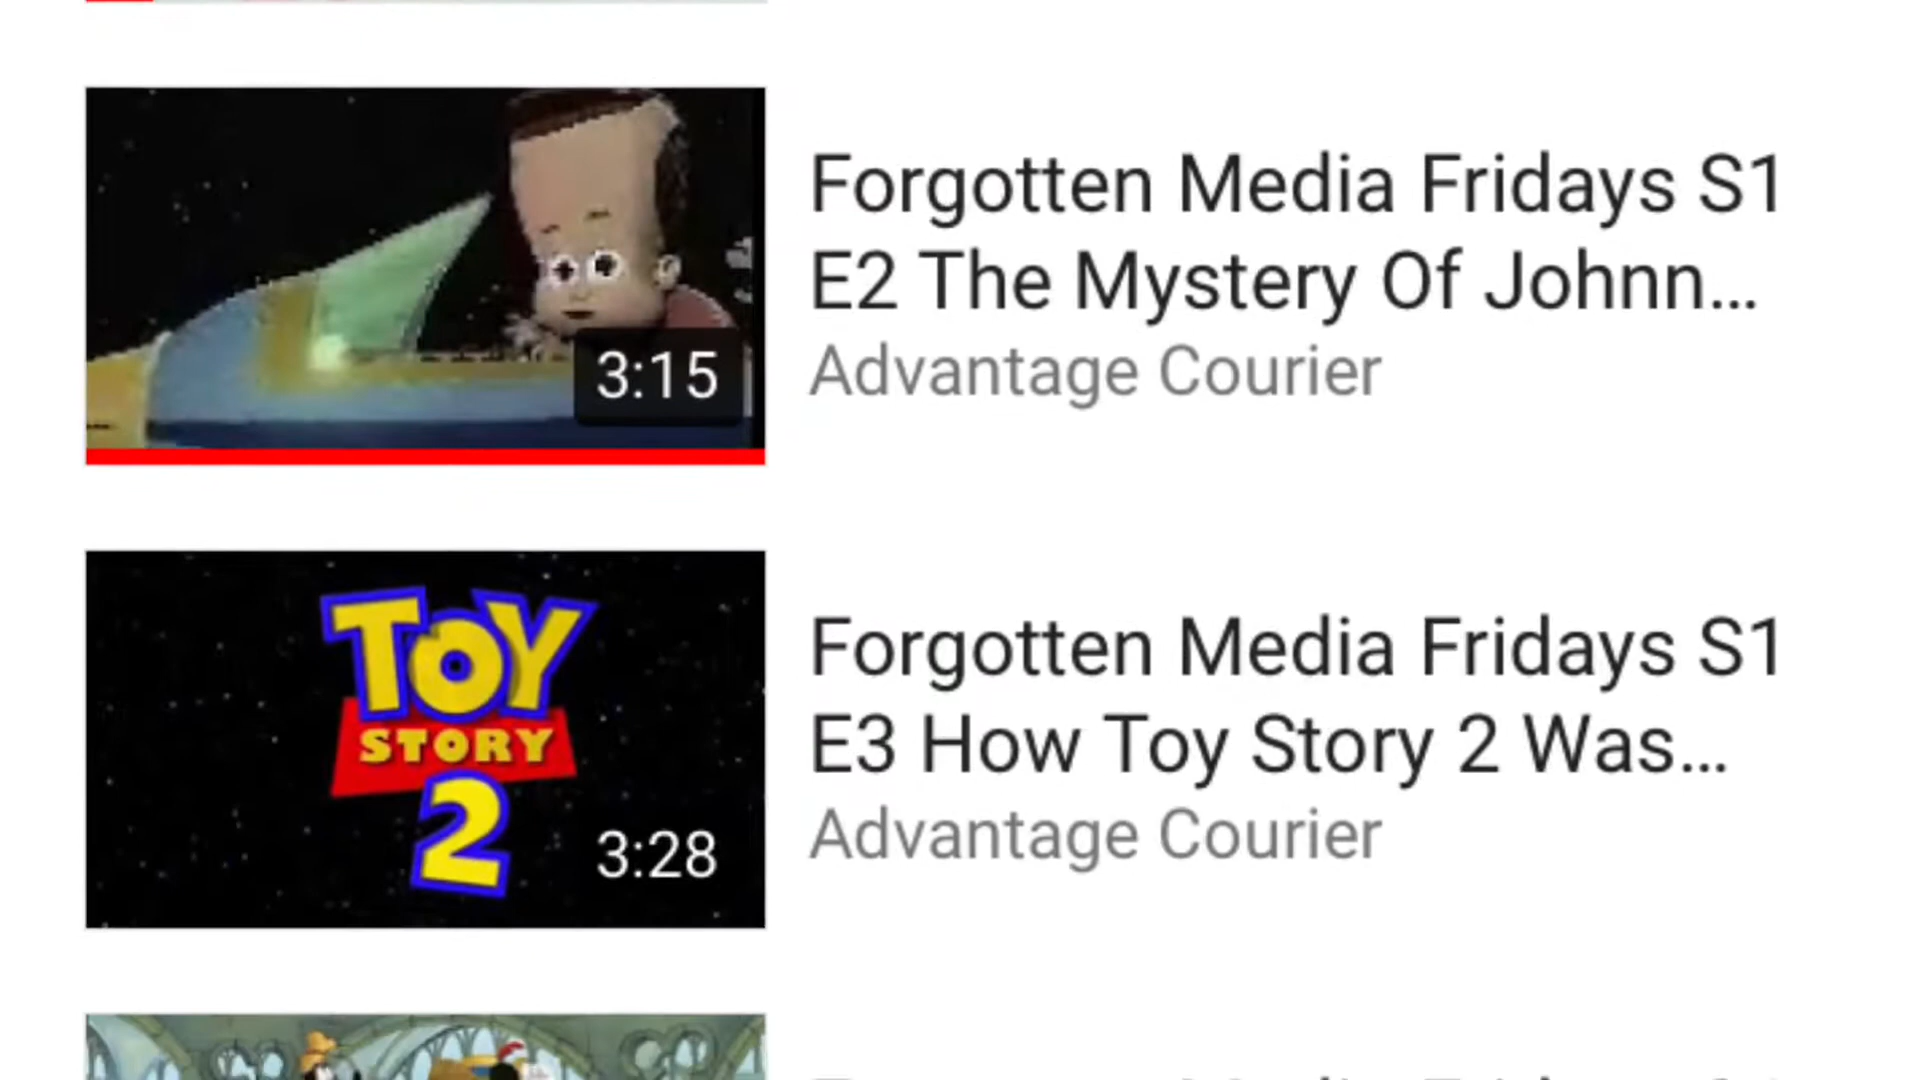 Forgotten Media Fridays S1
E2 The Mystery Of Johnn...
Advantage Courier
3:15
TOY
STORY
2
3:28
Forgotten Media Fridays S1
E3 How Toy Story 2 Was...
Advantage Courier